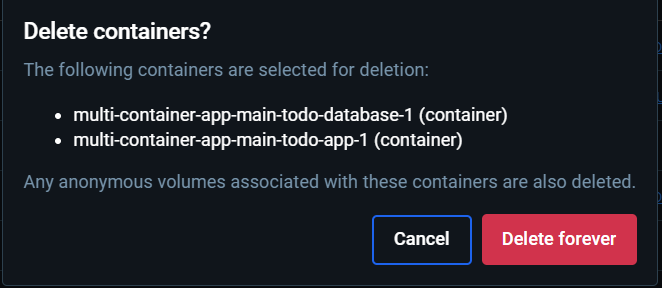 Delete containers?
The following containers are selected for deletion:
• multi-container-app-main-todo-database-1 (container)
• multi-container-app-main-todo-app-1 (container)
Any anonymous volumes associated with these containers are also deleted.
Cancel
Delete forever